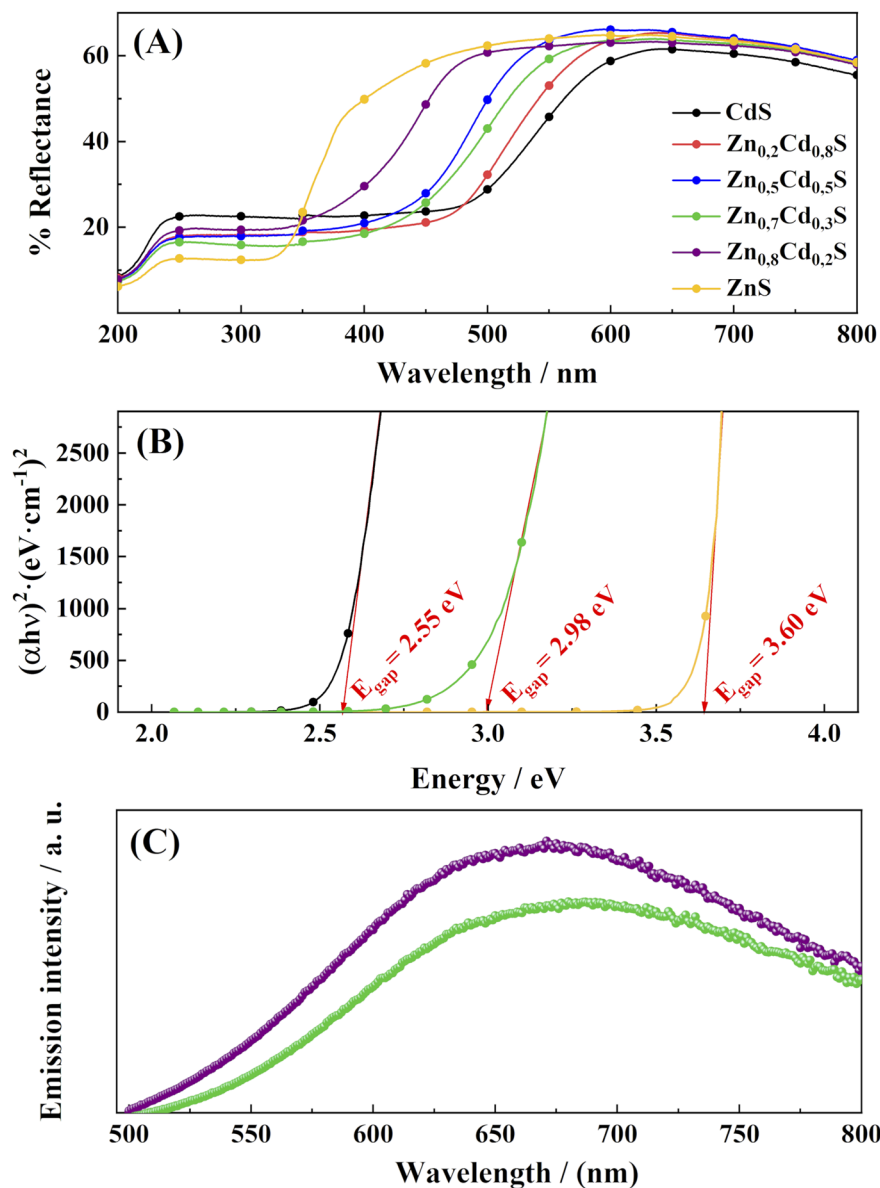 (A)
% Reflectance
60
40
20
CdS
Zn0,2Cd0,8S
Zn0,5Cd0,5S
Zn0,7Cd0,3S
Zn0,8Cd0,2S
ZnS
200 300 400 500 600 700 800
Wavelength / nm
(B)
(αhν)²·(eV·cm⁻¹)²
2500
2000
1500
1000
500
0
Egap = 2.55 eV
Egap = 2.98 eV
Egap = 3.60 eV
2.0 2.5 3.0 3.5 4.0
Energy / eV
(C)
Emission intensity / a. u.
500 550 600 650 700 750 800
Wavelength / (nm)